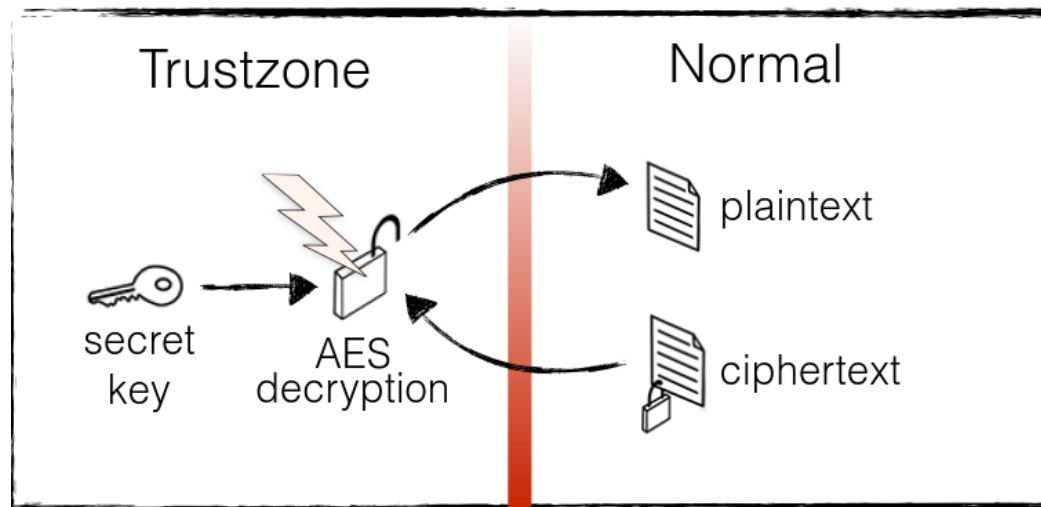 Trustzone
Normal
plaintext
secret
key
AES
decryption
ciphertext